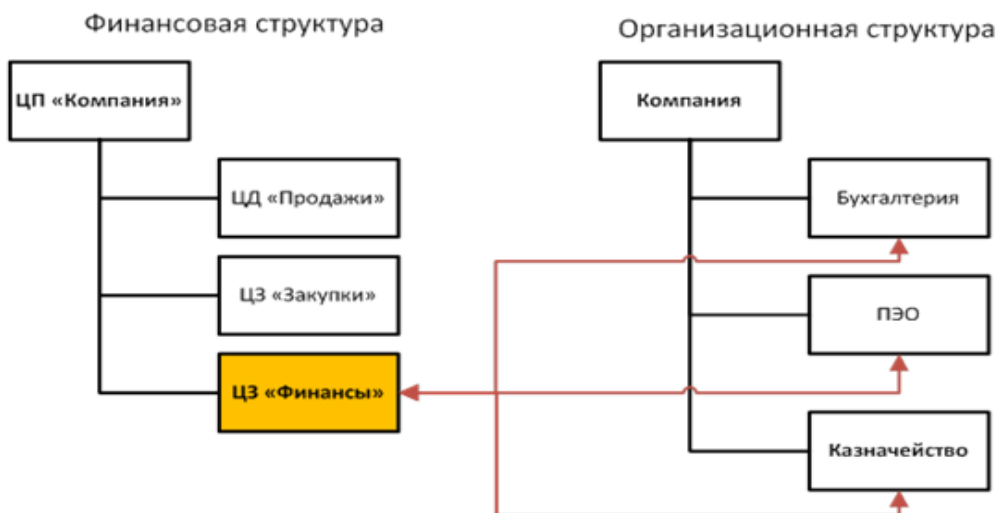 Финансовая структура
Организационная структура
ЦП «Компания»
Компания
ЦД «Продажи»
Бухгалтерия
ЦЗ «Закупки»
ПЭО
ЦЗ «Финансы»
Казначейство